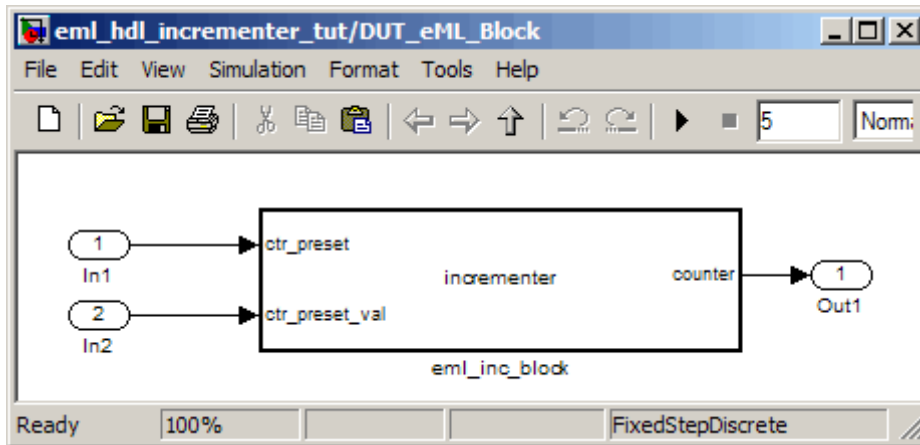 eml_hdl_incrementer_tut/DUT_eML_Block
File Edit View Simulation Format Tools Help
5 Norma
1 ctr_preset
In1
incrementer
counter 1
Out1
2 ctr_preset_val
In2
eml_inc_block
Ready 100% FixedStepDiscrete